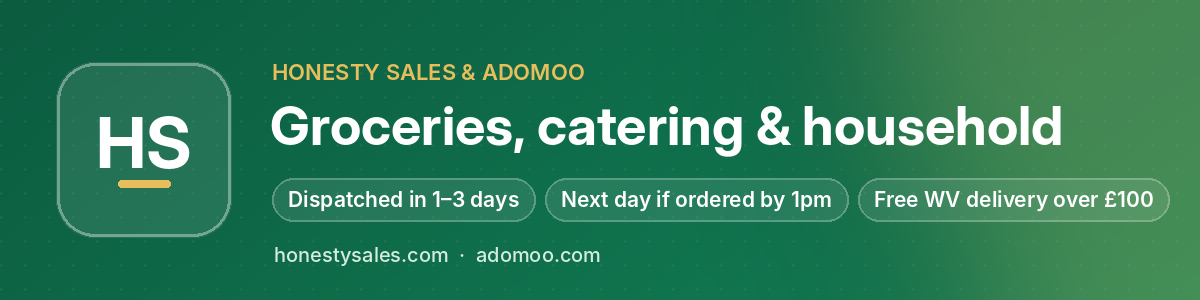 HS
HONESTY SALES & ADOMOO
Groceries, catering & household
Dispatched in 1–3 days
Next day if ordered by 1pm
Free WV delivery over £100
honestysales.com · adomoo.com